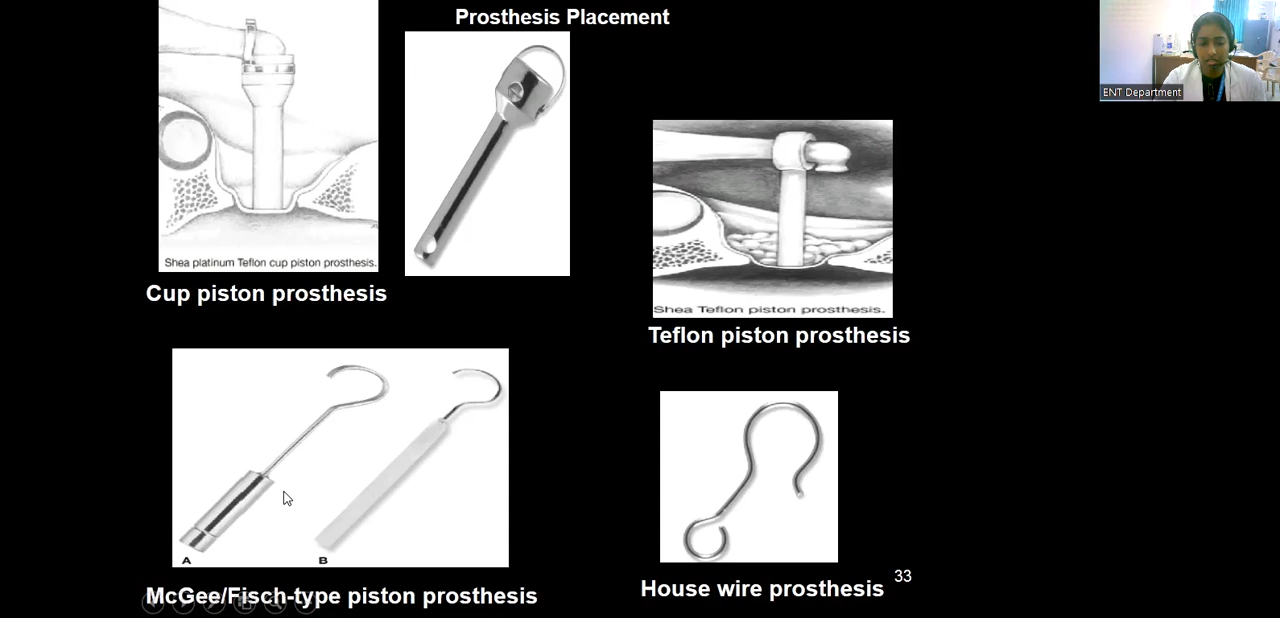 Prosthesis Placement
ENT Department
Shea platinum Teflon cup piston prosthesis.
Cup piston prosthesis
Shea Teflon piston prosthesis.
Teflon piston prosthesis
A
B
McGee/Fisch-type piston prosthesis
House wire prosthesis
33